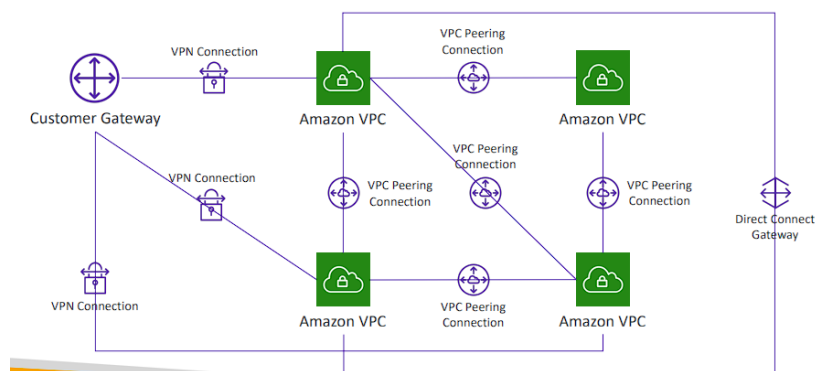 VPC Peering
Connection
VPN Connection
Customer Gateway
Amazon VPC
Amazon VPC
VPC Peering
Connection
VPN Connection
VPC Peering
Connection
VPC Peering
Connection
Direct Connect
Gateway
VPN Connection
VPC Peering
Connection
Amazon VPC
Amazon VPC